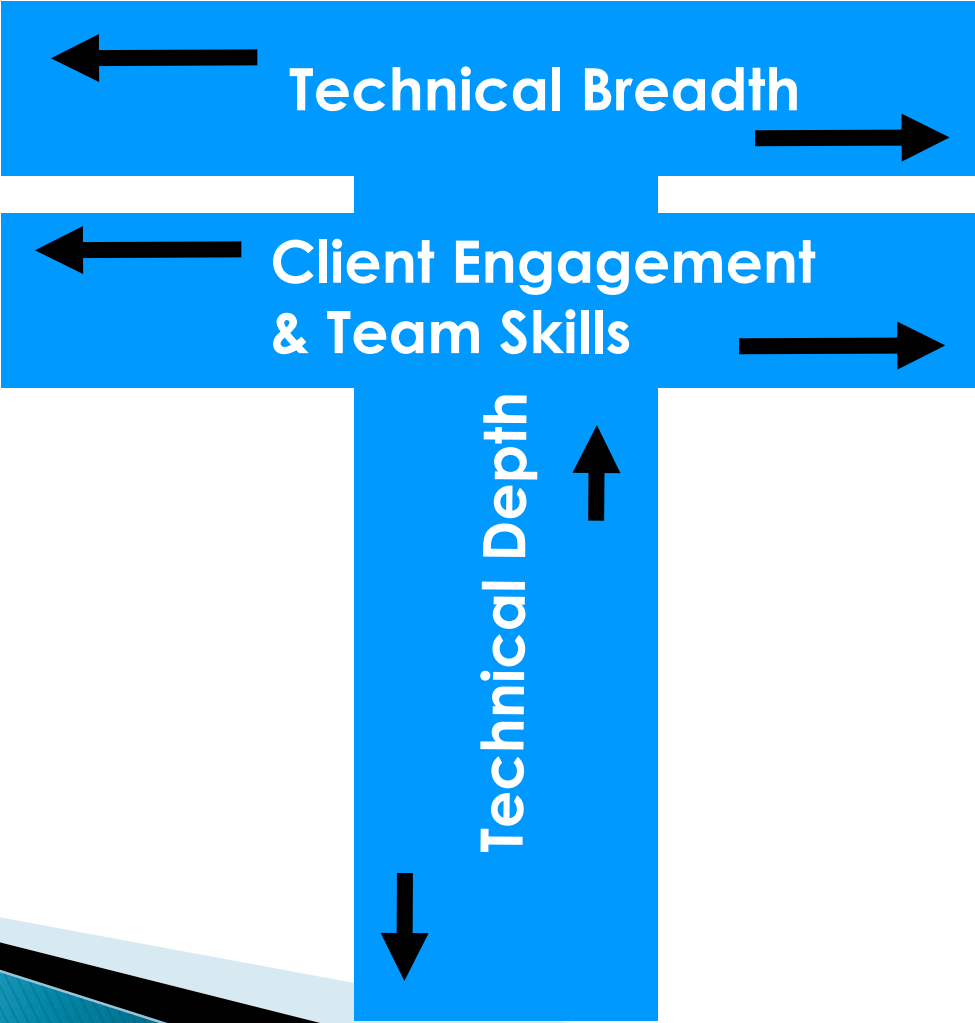 Technical Breadth
Client Engagement
& Team Skills
Technical Depth